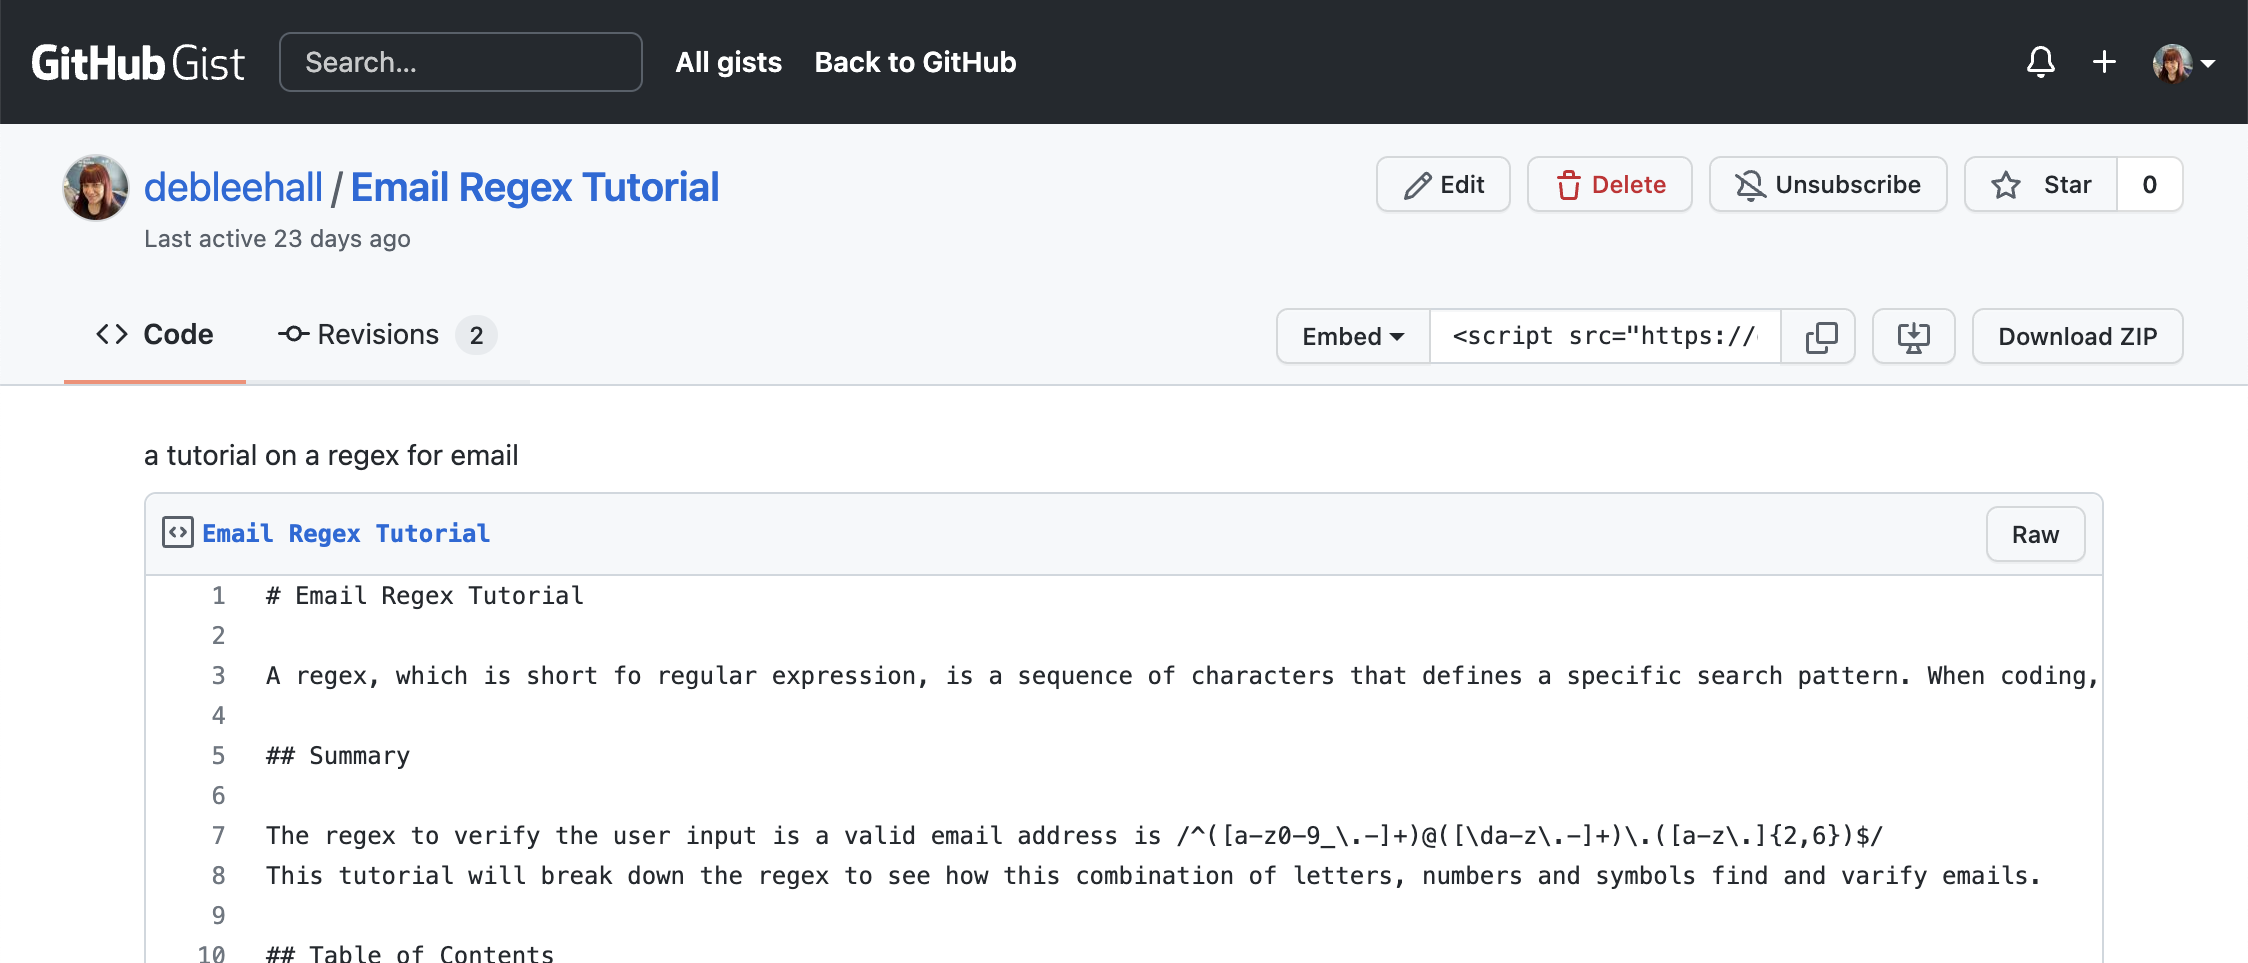 GitHub Gist Search... All gists Back to GitHub
debleehall / Email Regex Tutorial Edit Delete Unsubscribe Star 0
Last active 23 days ago
Code Revisions 2 Embed <script src="https:// Download ZIP
a tutorial on a regex for email
Email Regex Tutorial Raw
1 # Email Regex Tutorial
2
3 A regex, which is short fo regular expression, is a sequence of characters that defines a specific search pattern. When coding,
4
5 ## Summary
6
7 The regex to verify the user input is a valid email address is /^([a-z0-9_\.-]+)@([\da-z\.-]+)\.([a-z\.]{2,6})$/
8 This tutorial will break down the regex to see how this combination of letters, numbers and symbols find and varify emails.
9
10 ## Table of Contents